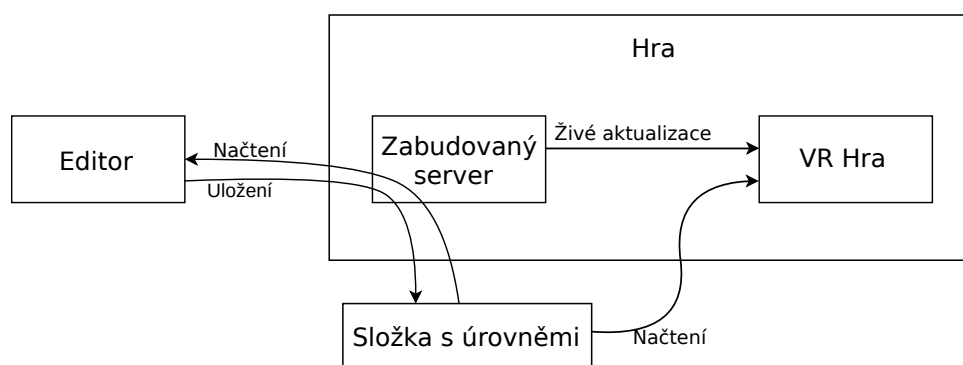 Hra
Editor
Načtení
Uložení
Zabudovaný
server
Živé aktualizace
VR Hra
Složka s úrovněmi
Načtení